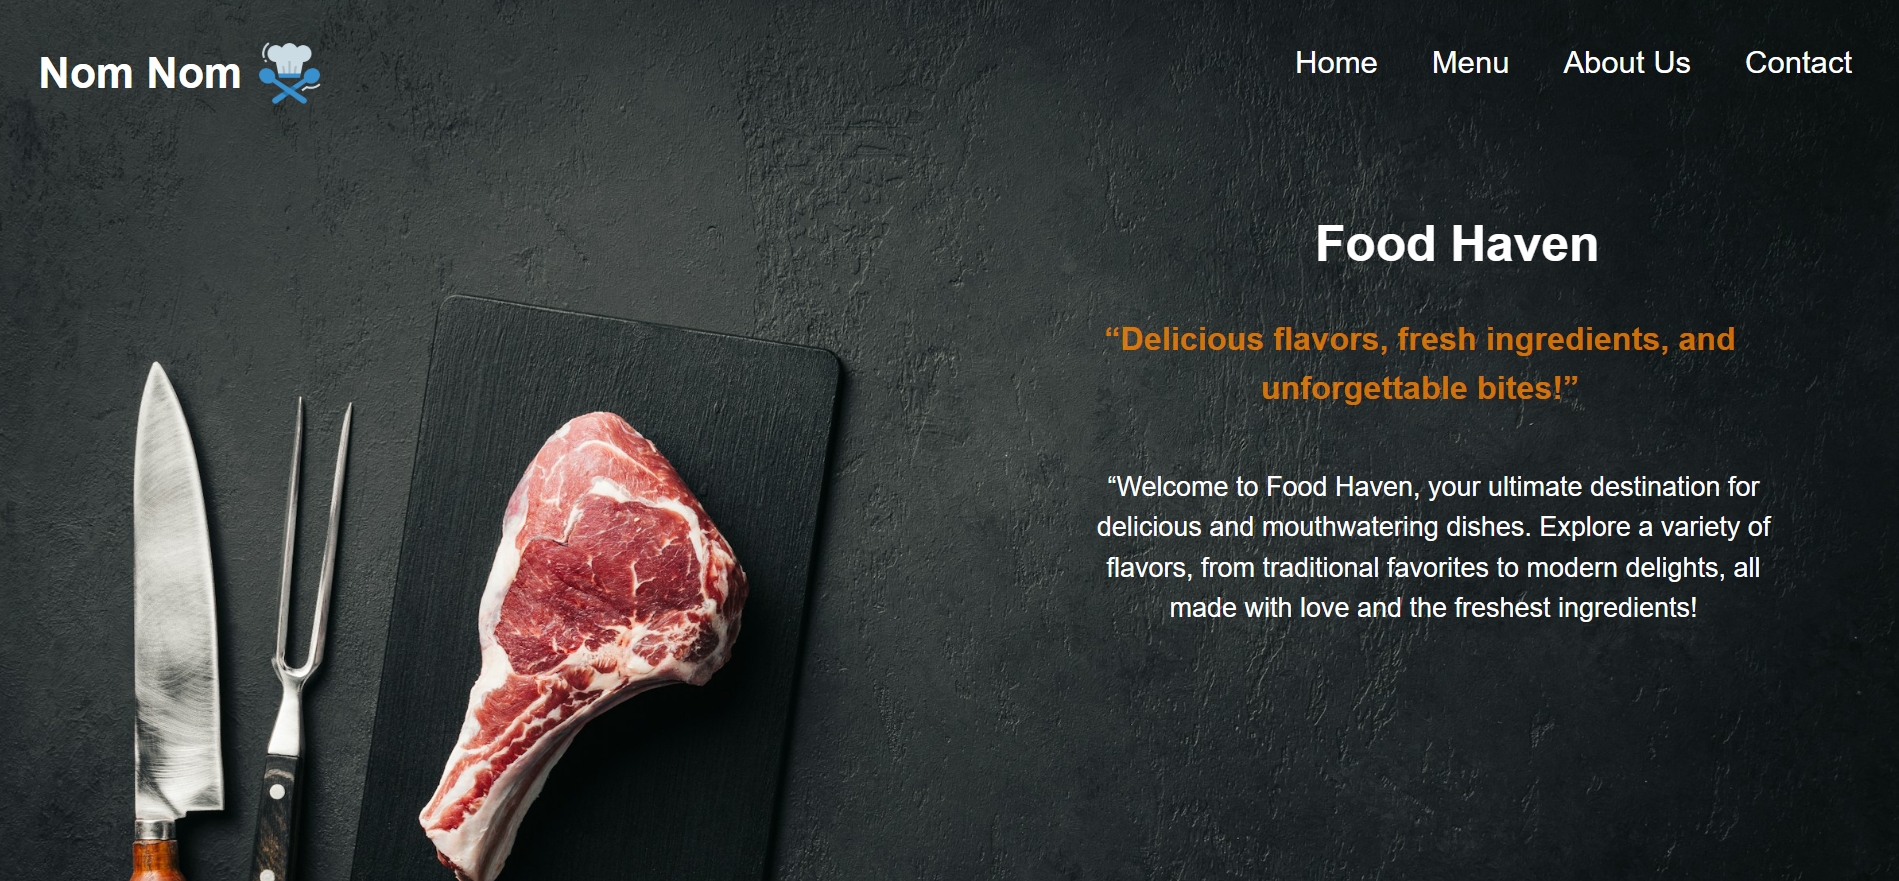 Nom Nom
Home Menu About Us Contact
Food Haven
“Delicious flavors, fresh ingredients, and
unforgettable bites!”
“Welcome to Food Haven, your ultimate destination for
delicious and mouthwatering dishes. Explore a variety of
flavors, from traditional favorites to modern delights, all
made with love and the freshest ingredients!